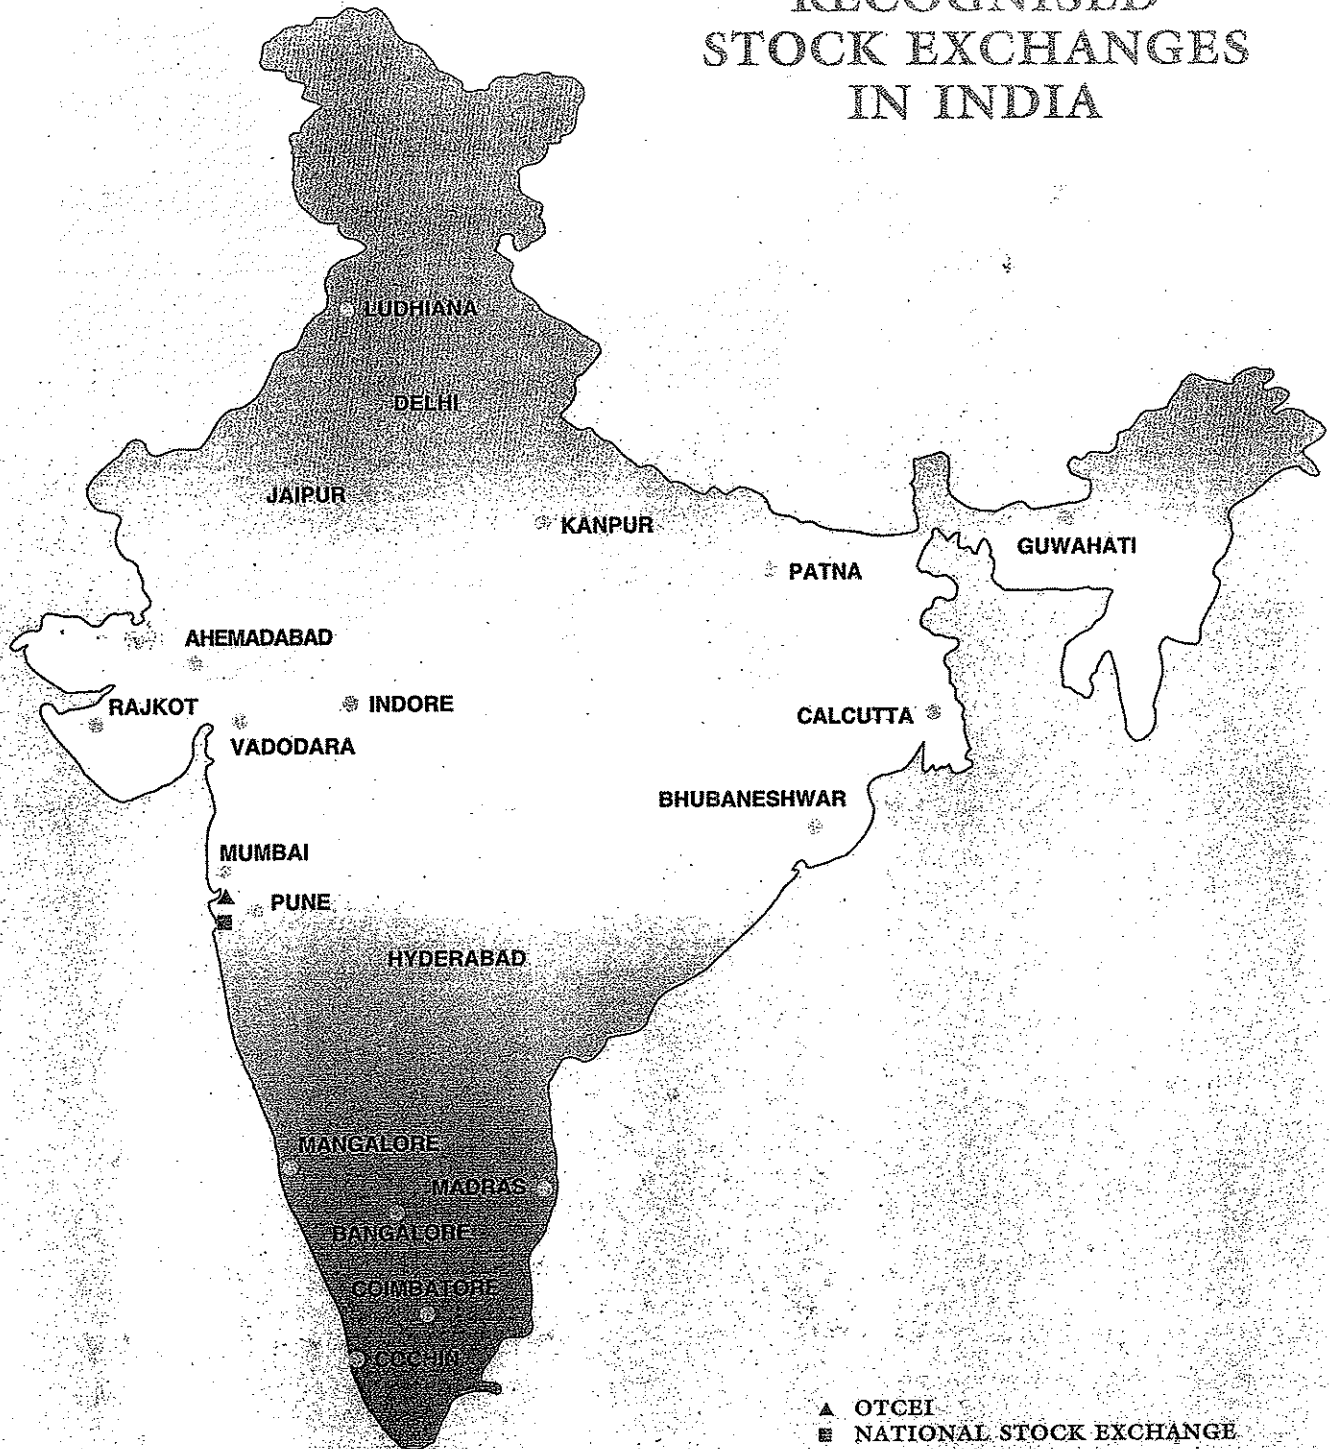 RECOGNISED
STOCK EXCHANGES
IN INDIA
LUDHIANA
DELHI
JAIPUR
KANPUR
GUWAHATI
PATNA
AHEMADABAD
RAJKOT
INDORE
CALCUTTA
VADODARA
BHUBANESHWAR
MUMBAI
PUNE
HYDERABAD
MANGALORE
MADRAS
BANGALORE
COIMBATORE
COCHIN
▲ OTCEI
■ NATIONAL STOCK EXCHANGE